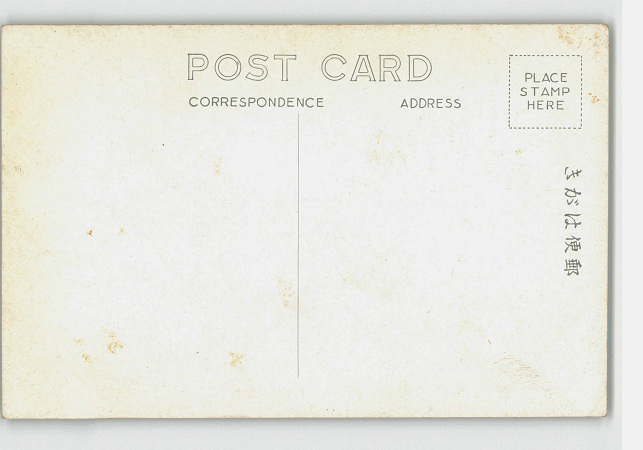 POST CARD
CORRESPONDENCE
ADDRESS
PLACE
STAMP
HERE
きがは便郵